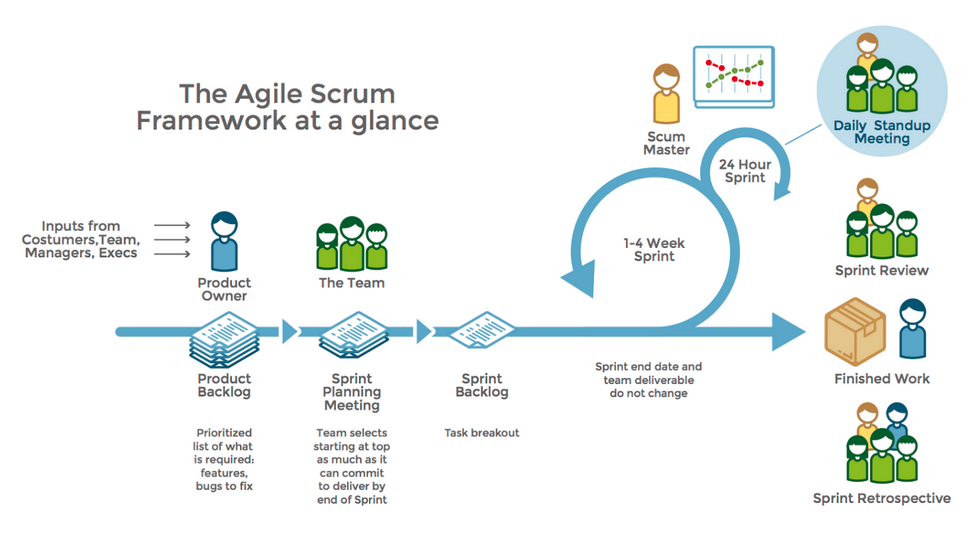 The Agile Scrum
Framework at a glance
Inputs from
Costumers,Team,
Managers, Execs
Product
Owner
The Team
Scum
Master
24 Hour
Sprint
1-4 Week
Sprint
Daily Standup
Meeting
Sprint Review
Product
Backlog
Sprint
Planning
Meeting
Sprint
Backlog
Sprint end date and
team deliverable
do not change
Finished Work
Prioritized
list of what
is required:
features,
bugs to fix
Team selects
starting at top
as much as it
can commit
to deliver by
end of Sprint
Task breakout
Sprint Retrospective